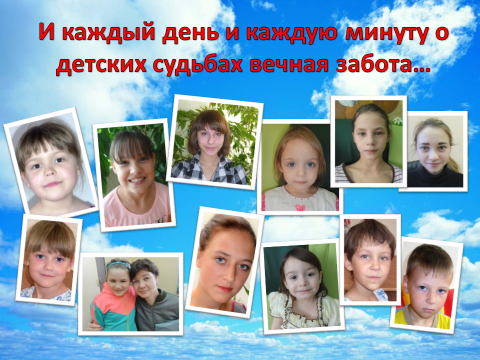 И каждый день и каждую минуту о
детских судьбах вечная забота...